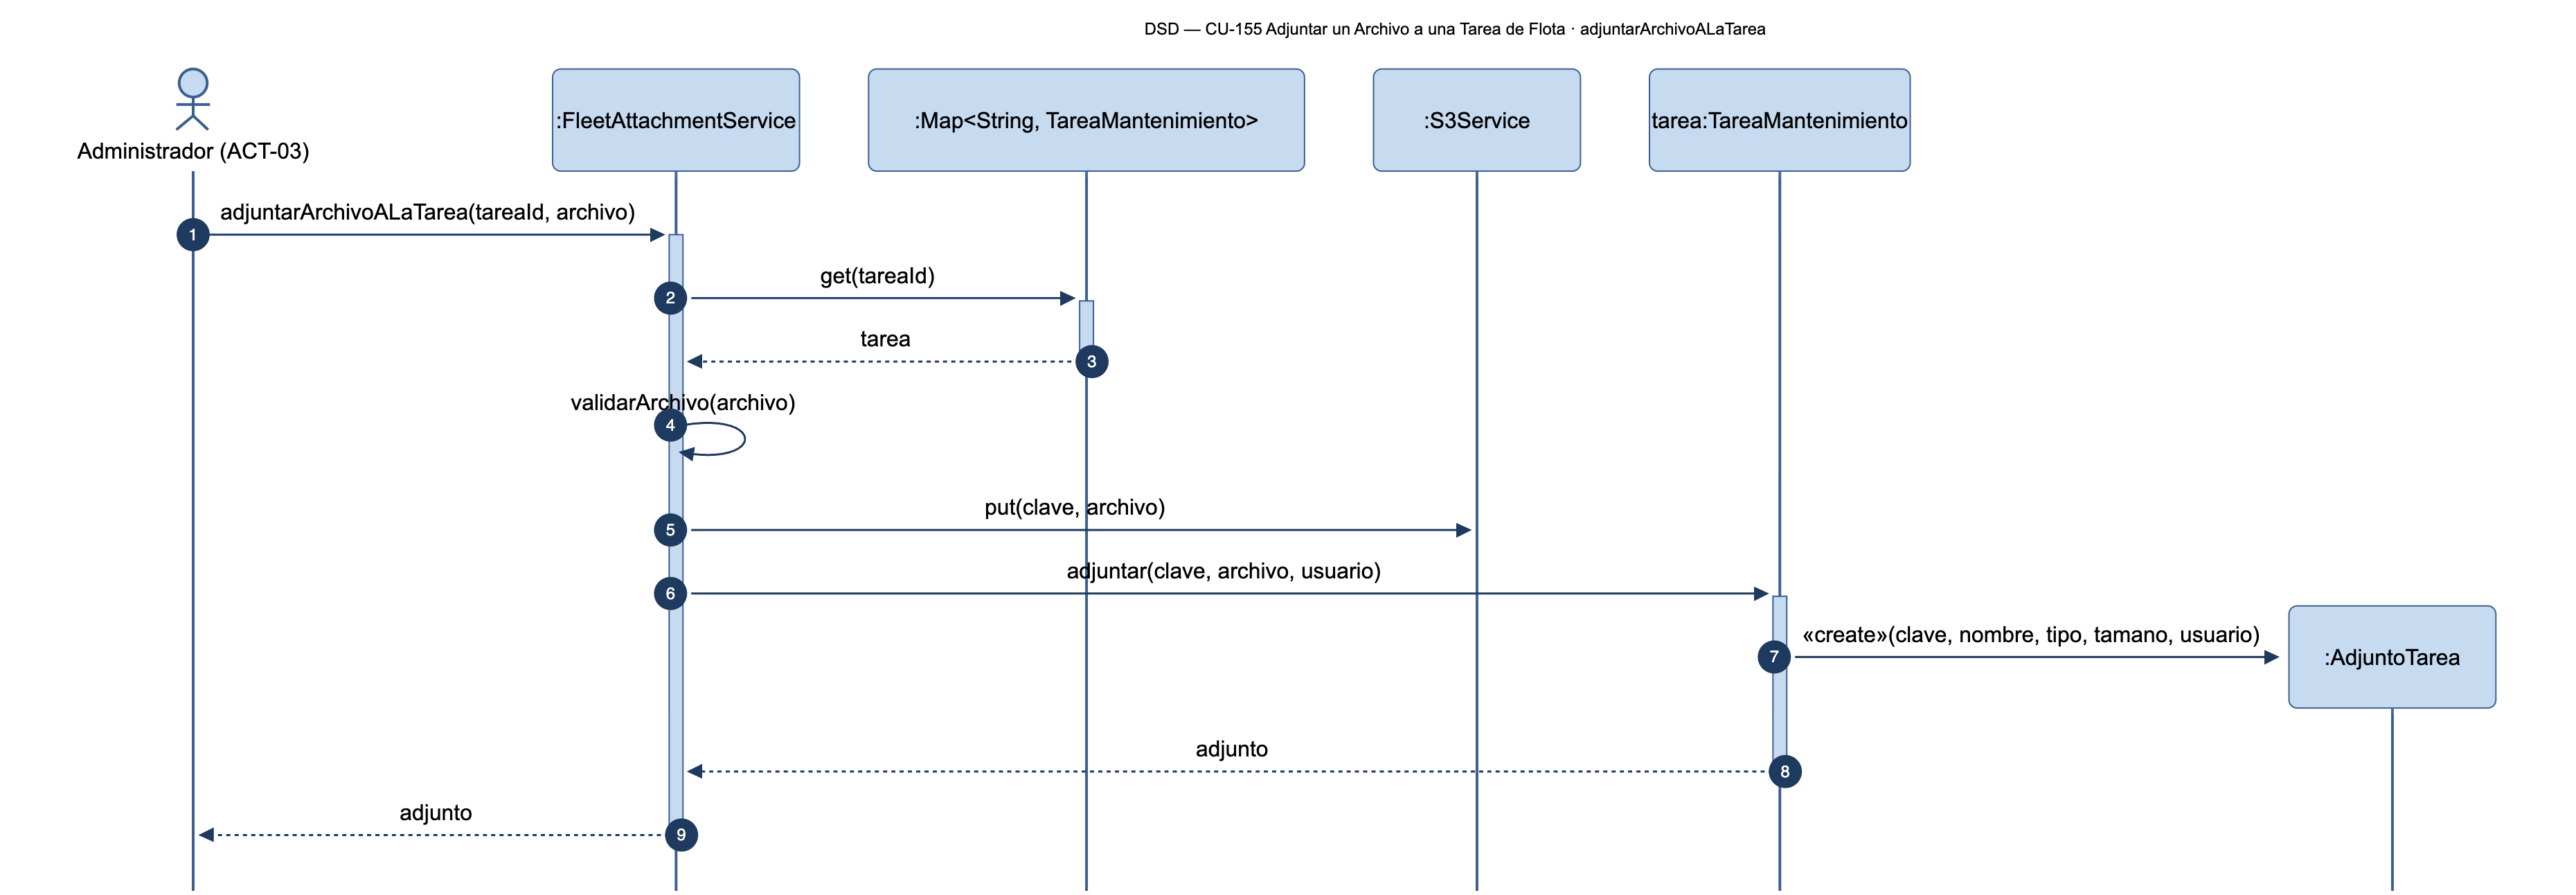 DSD — CU-155 Adjuntar un Archivo a una Tarea de Flota · adjuntarArchivoALaTarea
Administrador (ACT-03)
:FleetAttachmentService
:Map<String, TareaMantenimiento>
:S3Service
tarea:TareaMantenimiento
adjuntarArchivoALaTarea(tareaId, archivo)
1
get(tareaId)
2
tarea
3
validarArchivo(archivo)
4
put(clave, archivo)
5
adjuntar(clave, archivo, usuario)
6
«create»(clave, nombre, tipo, tamano, usuario)
7
:AdjuntoTarea
adjunto
8
adjunto
9